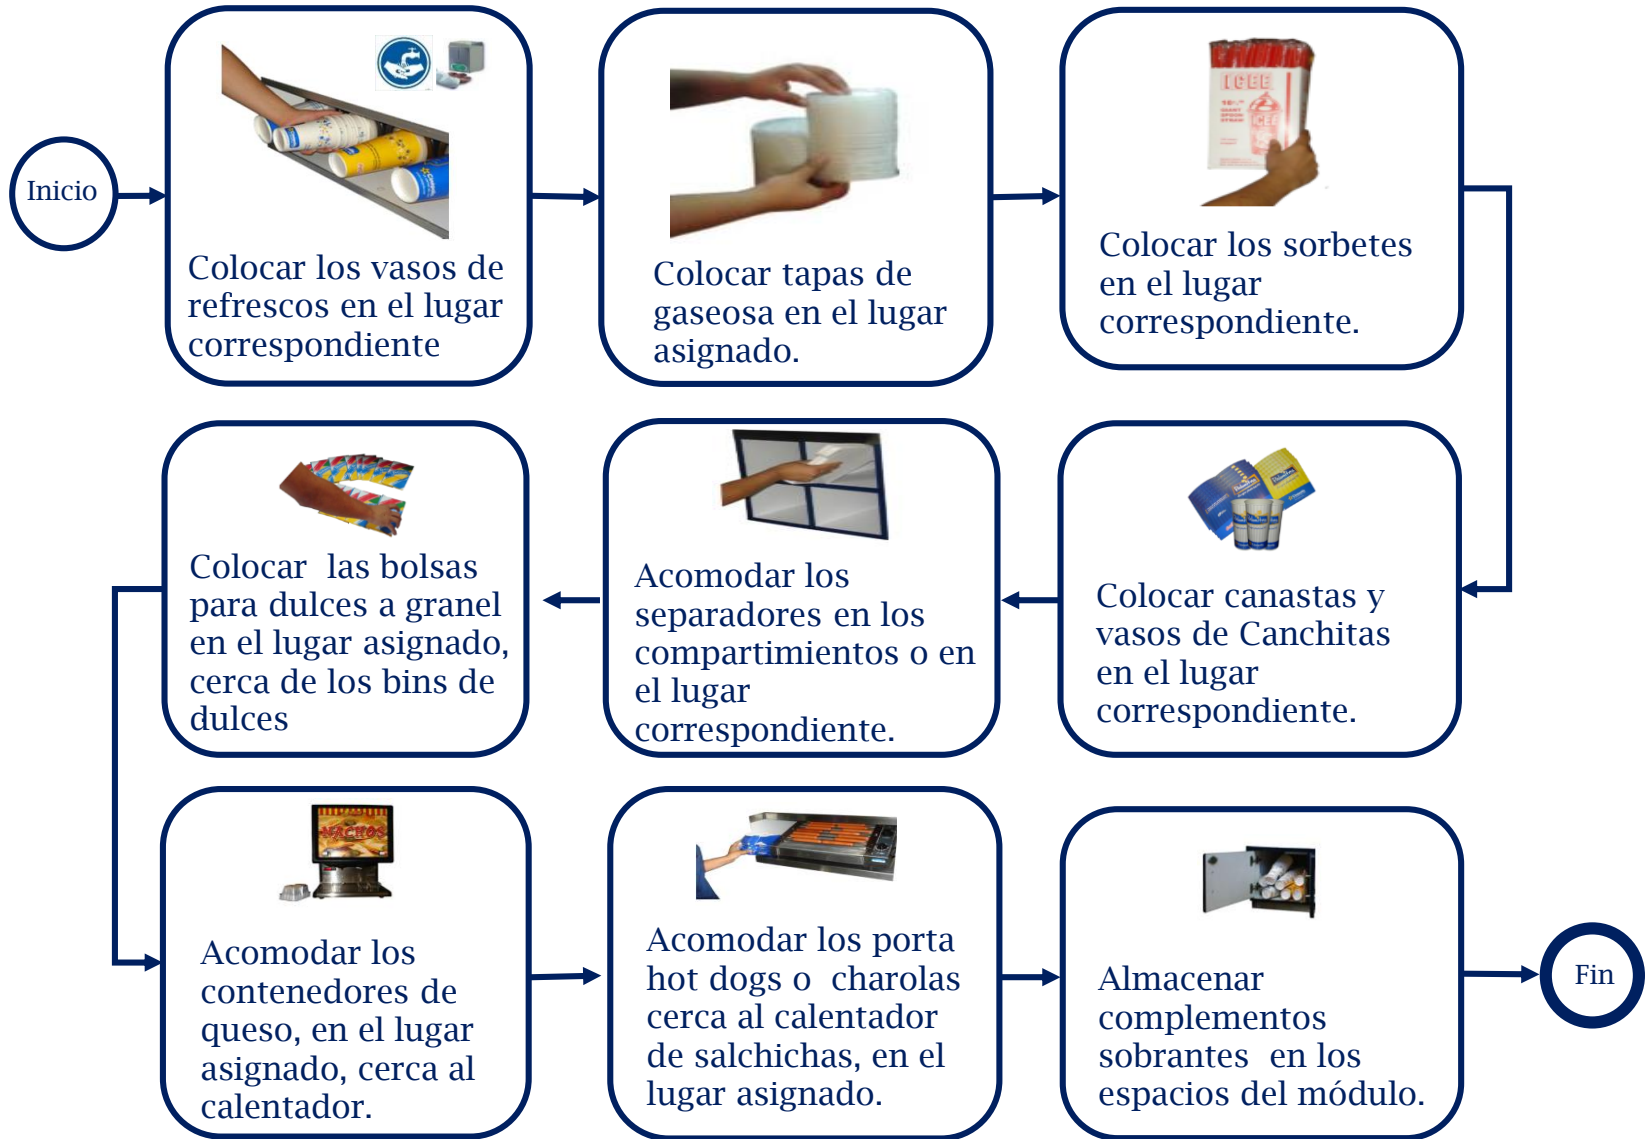 Inicio
Colocar los vasos de
refrescos en el lugar
correspondiente
Colocar tapas de
gaseosa en el lugar
asignado.
ICEE
Colocar los sorbetes
en el lugar
correspondiente.
Colocar canastas y
vasos de Canchitas
en el lugar
correspondiente.
Acomodar los
separadores en los
compartimientos o en
el lugar
correspondiente.
Colocar  las bolsas
para dulces a granel
en el lugar asignado,
cerca de los bins de
dulces
NACHOS
Acomodar los
contenedores de
queso, en el lugar
asignado, cerca al
calentador.
Acomodar los porta
hot dogs o  charolas
cerca al calentador
de salchichas, en el
lugar asignado.
Almacenar
complementos
sobrantes  en los
espacios del módulo.
Fin